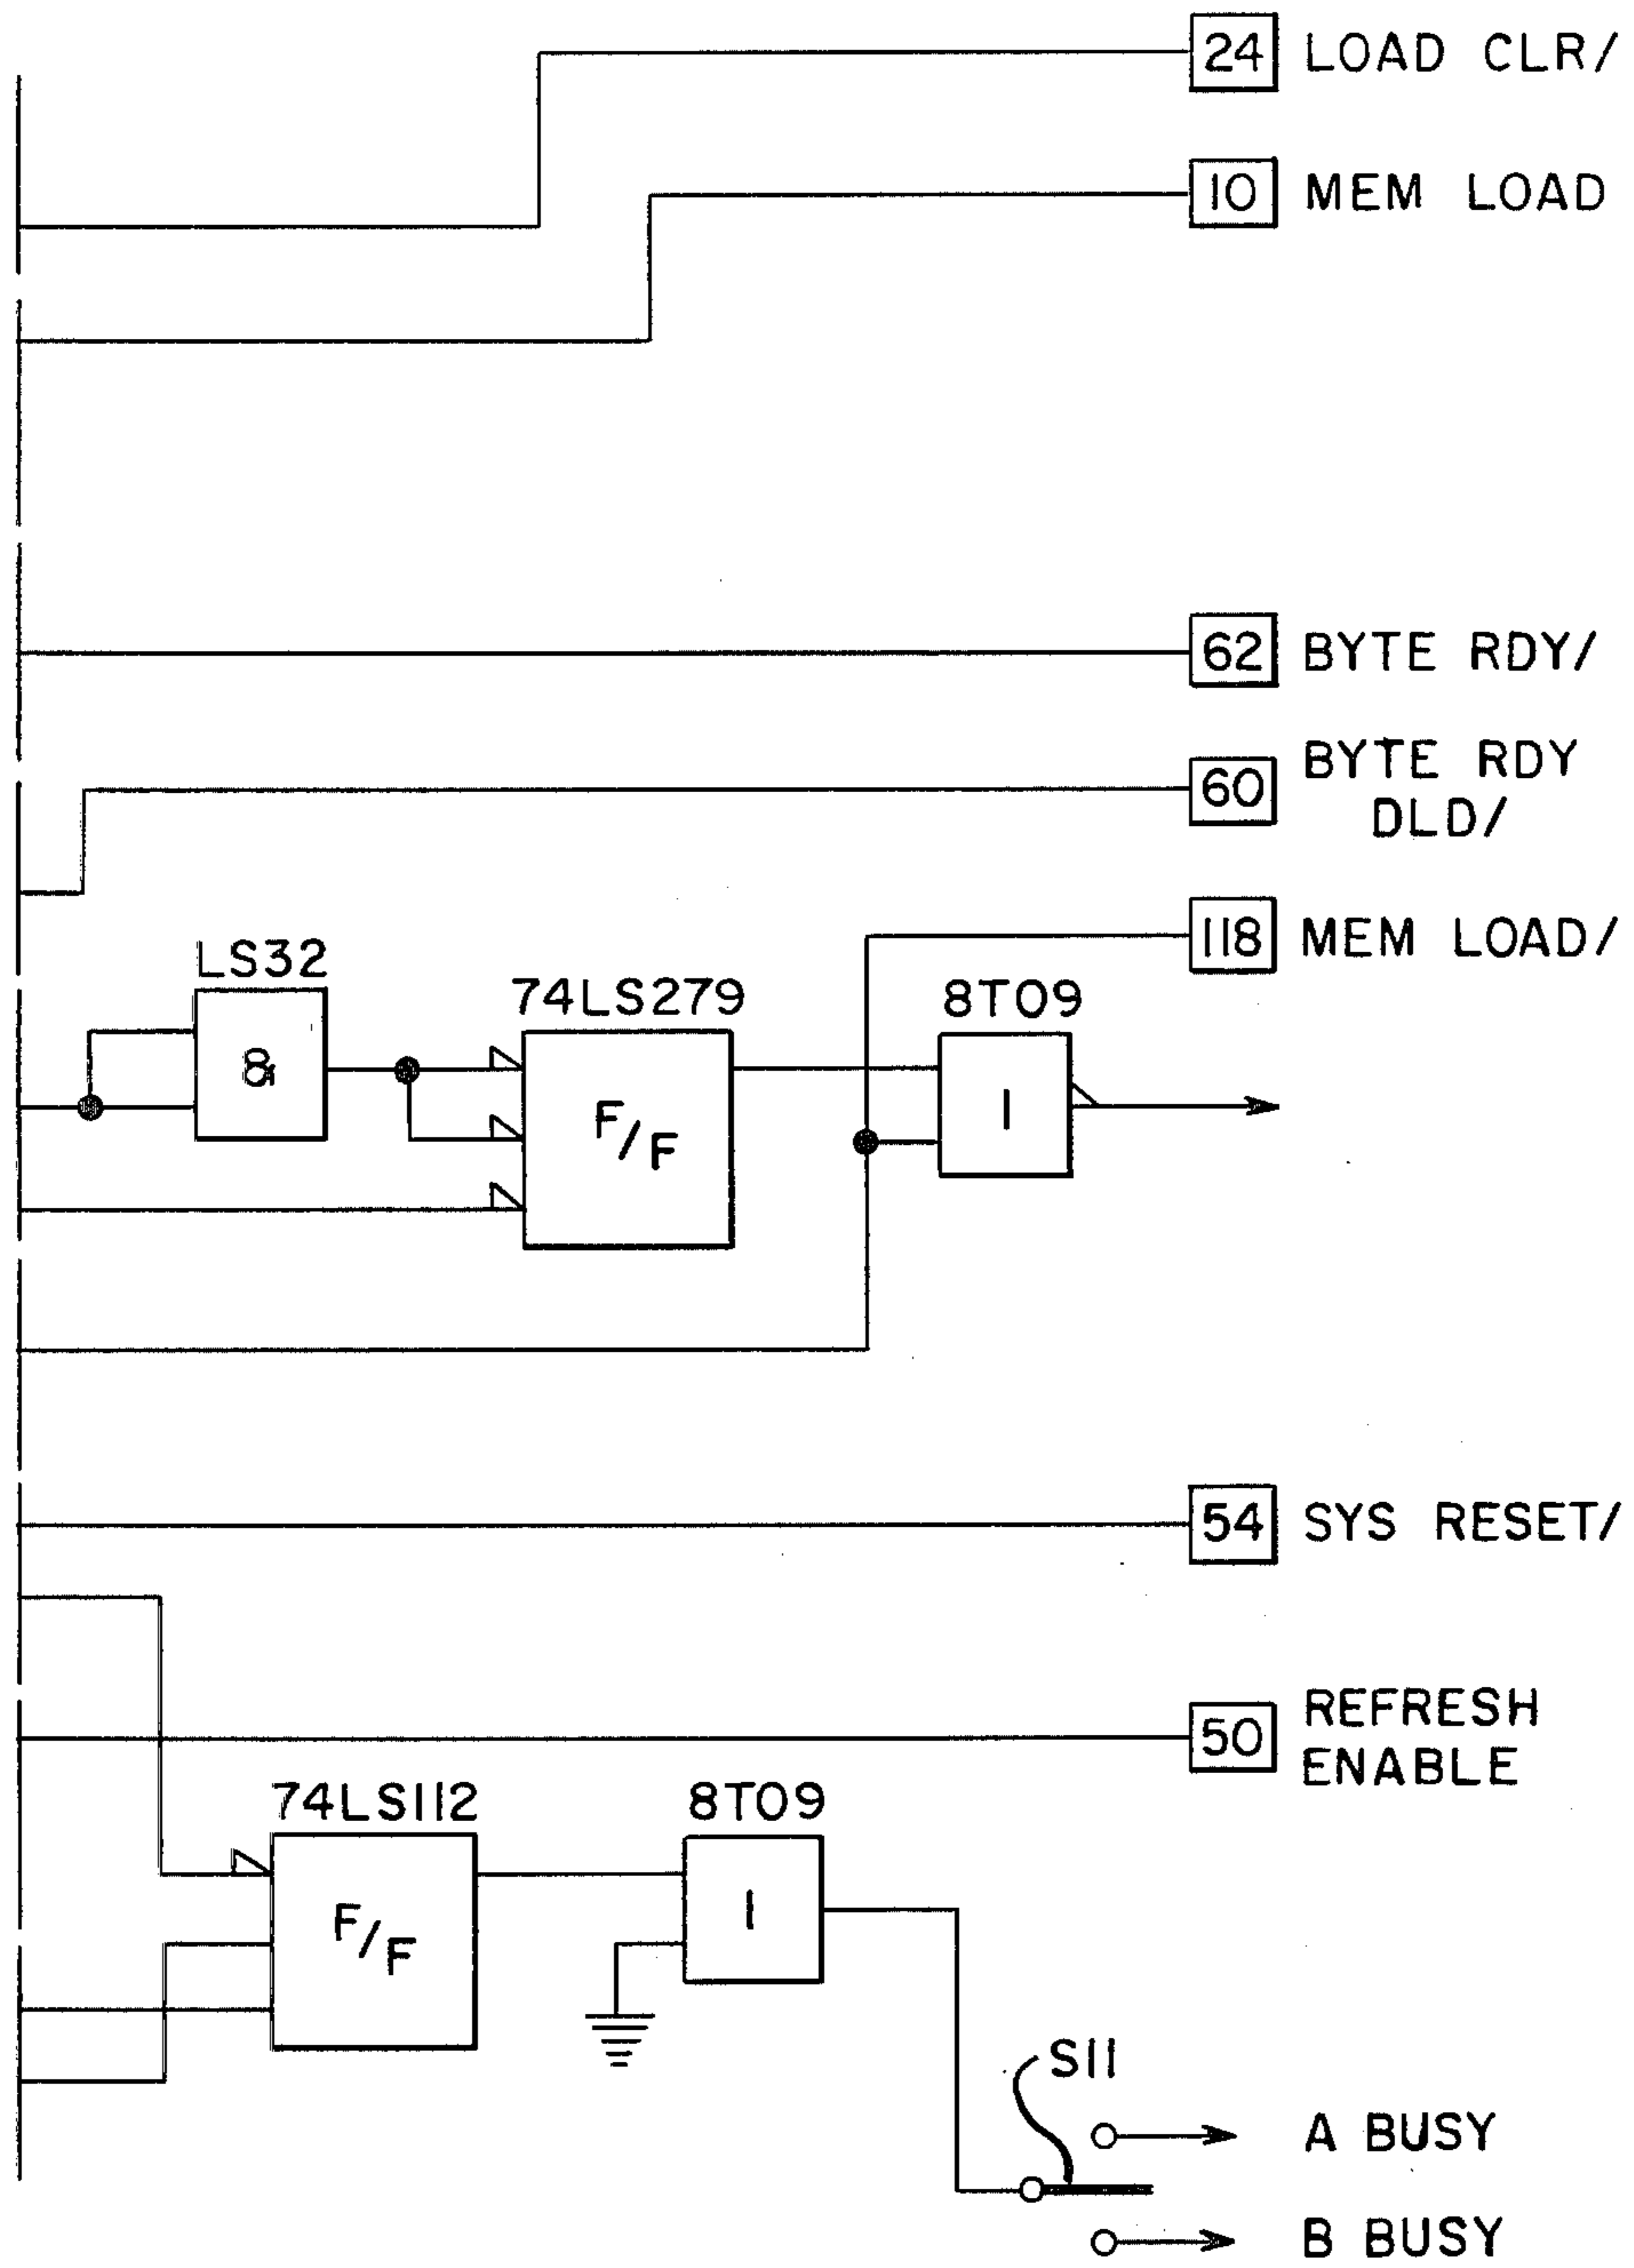 24 LOAD CLR/
10 MEM LOAD
62 BYTE RDY/
60 BYTE RDY
DLD/
118 MEM LOAD/
LS32
74LS279
8T09
&
F/F
1
54 SYS RESET/
50 REFRESH
ENABLE
74LS112
8T09
F/F
1
S11
A BUSY
B BUSY